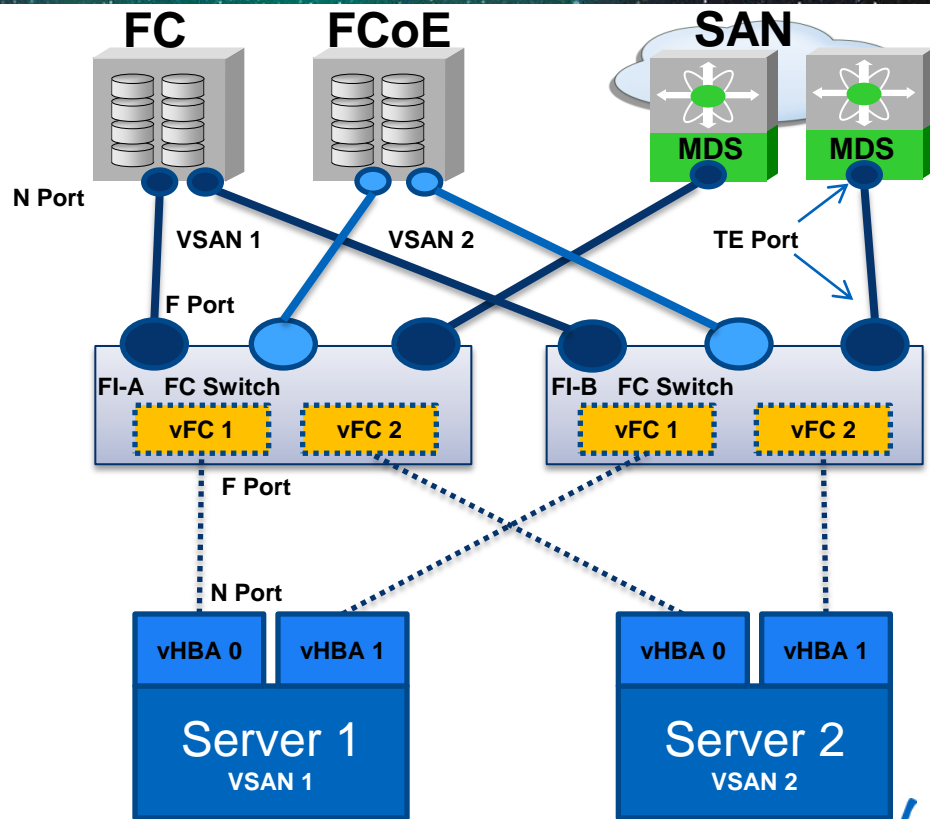 FC FCoE SAN
MDS MDS
N Port
VSAN 1 VSAN 2 TE Port
F Port
FI-A FC Switch FI-B FC Switch
vFC 1 vFC 2 vFC 1 vFC 2
F Port
N Port
vHBA 0 vHBA 1 vHBA 0 vHBA 1
Server 1 Server 2
VSAN 1 VSAN 2